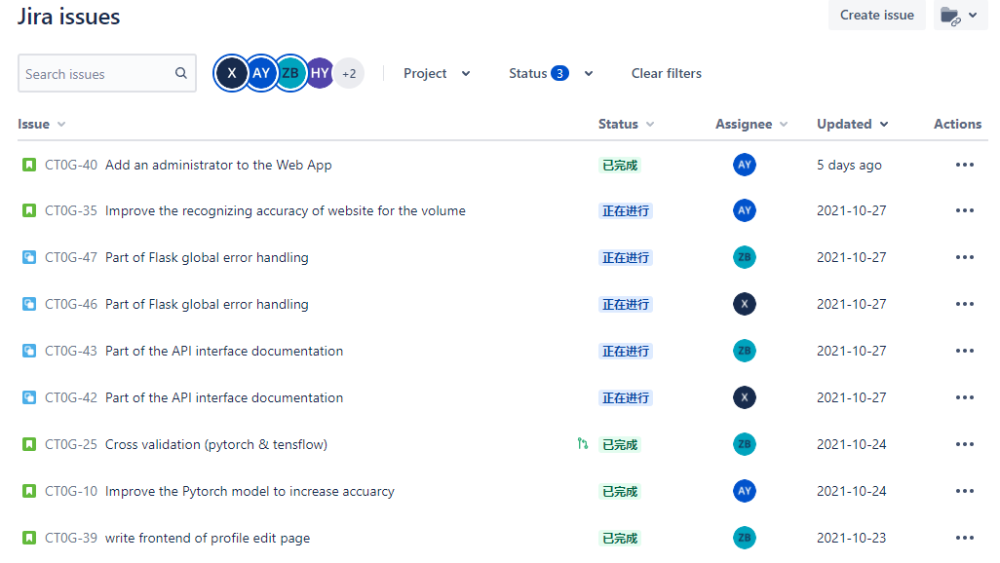 Jira issues
Create issue
Search issues
X AY ZB HY +2
Project
Status 3
Clear filters
Issue Status Assignee Updated Actions
CT0G-40 Add an administrator to the Web App 已完成 AY 5 days ago
CT0G-35 Improve the recognizing accuracy of website for the volume 正在进行 AY 2021-10-27
CT0G-47 Part of Flask global error handling 正在进行 ZB 2021-10-27
CT0G-46 Part of Flask global error handling 正在进行 X 2021-10-27
CT0G-43 Part of the API interface documentation 正在进行 ZB 2021-10-27
CT0G-42 Part of the API interface documentation 正在进行 X 2021-10-27
CT0G-25 Cross validation (pytorch & tensflow) 已完成 ZB 2021-10-24
CT0G-10 Improve the Pytorch model to increase accuarcy 已完成 AY 2021-10-24
CT0G-39 write frontend of profile edit page 已完成 ZB 2021-10-23